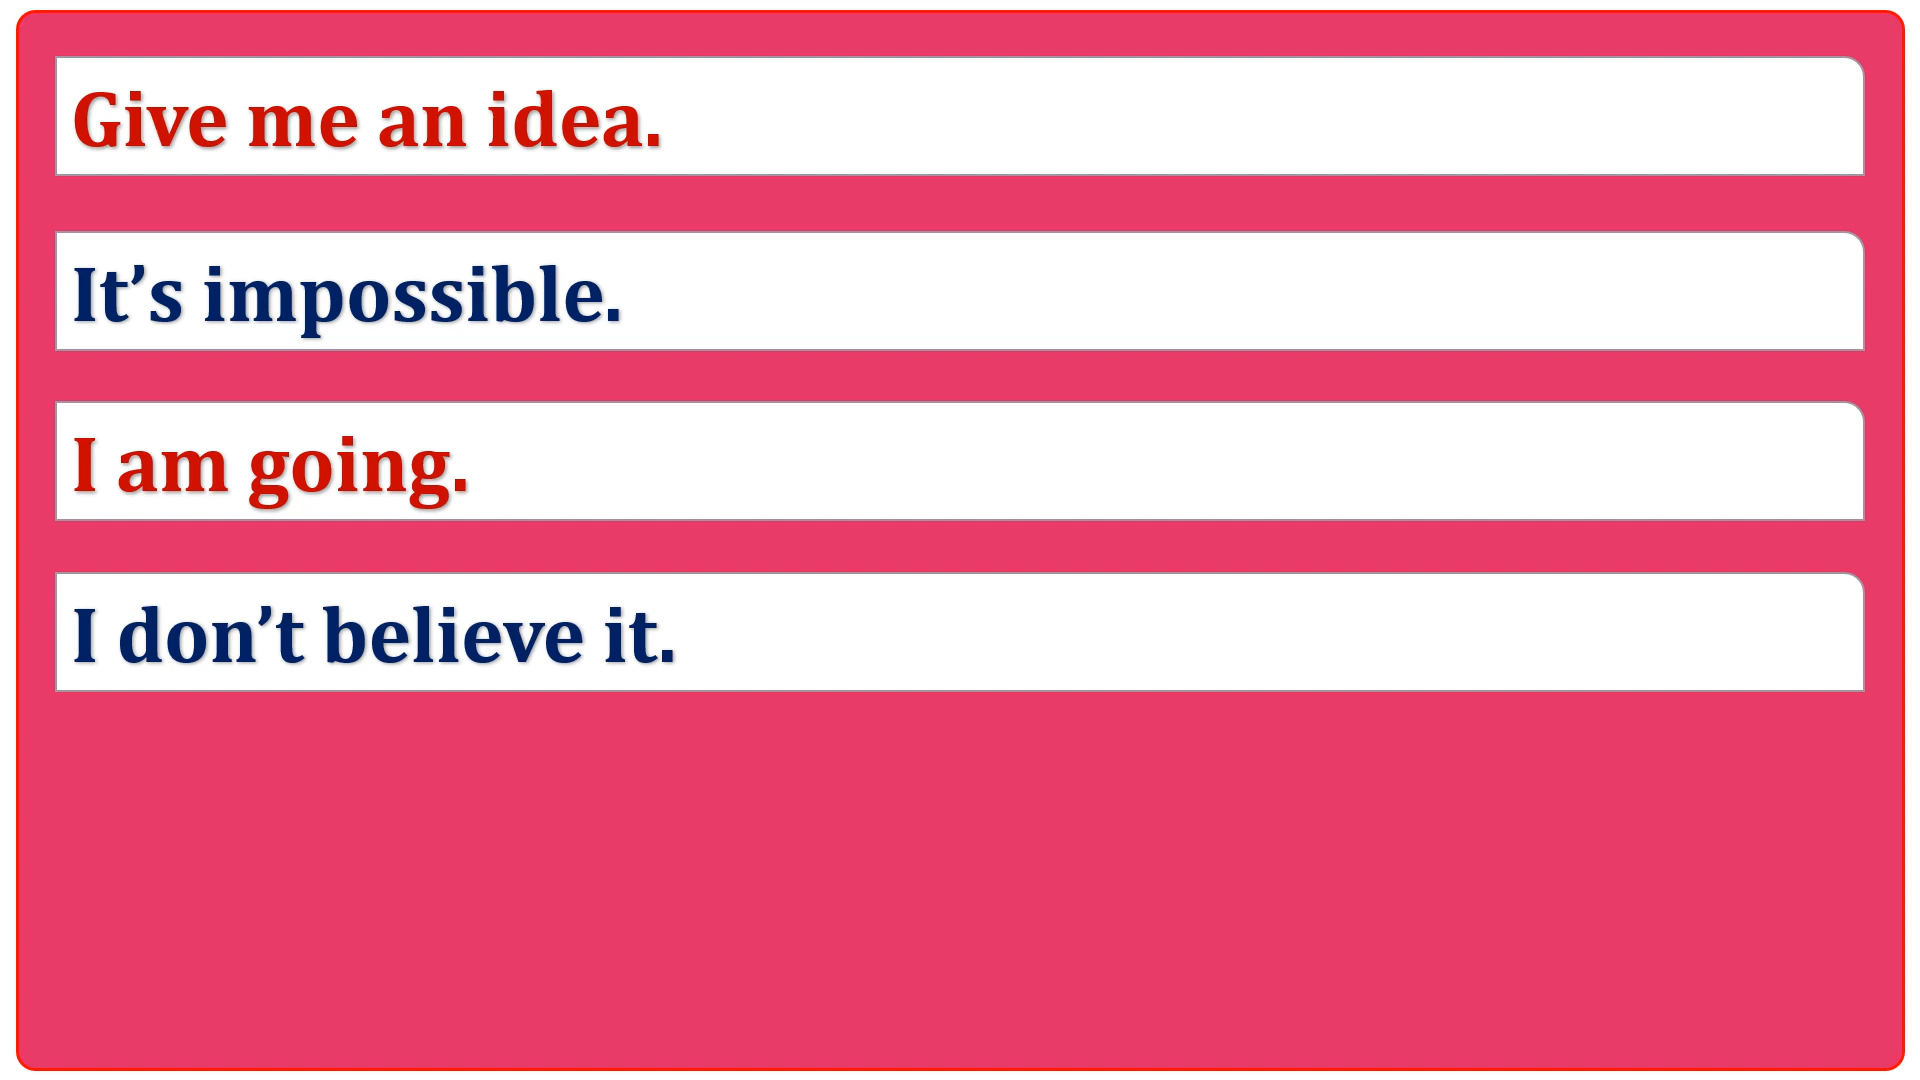 Give me an idea.
It’s impossible.
I am going.
I don’t believe it.